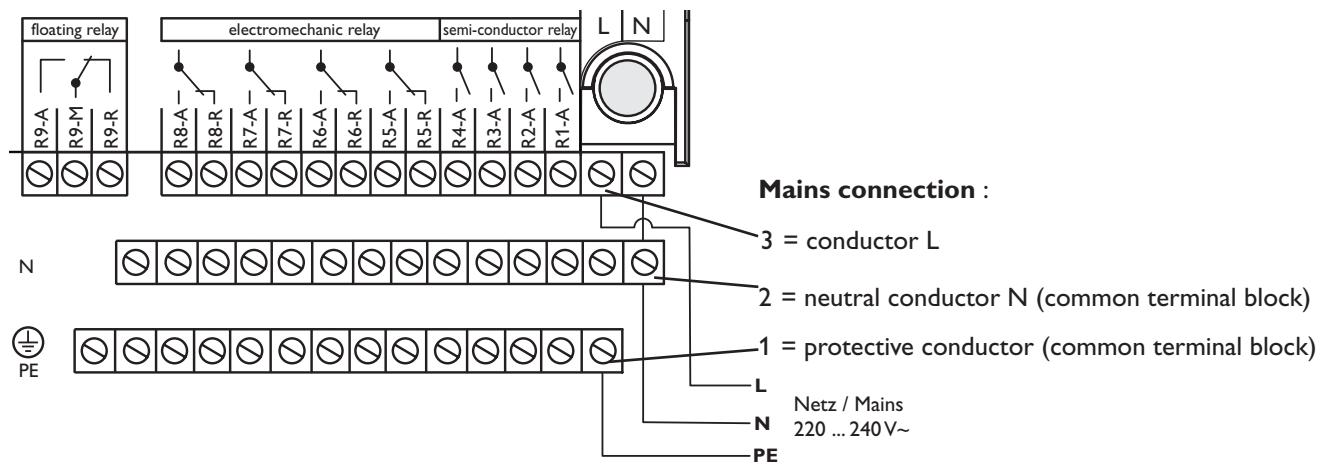 floating relay
electromechanic relay
semi-conductor relay
L N
R9-A
R9-M
R9-R
R8-A
R8-R
R7-A
R7-R
R6-A
R6-R
R5-A
R5-R
R4-A
R3-A
R2-A
R1-A
Mains connection :
3 = conductor L
N
2 = neutral conductor N (common terminal block)
PE
1 = protective conductor (common terminal block)
L
N
PE
Netz / Mains
220 ... 240 V~